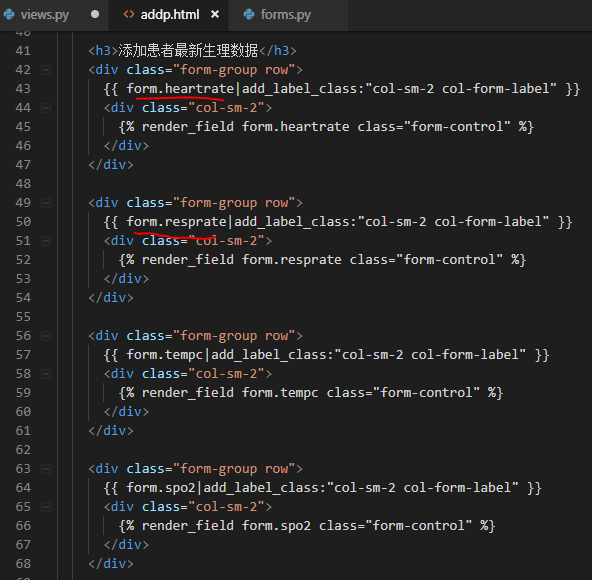 views.py ● <> addp.html × forms.py
40
41 <h3>添加患者最新生理数据</h3>
42 <div class="form-group row">
43 {{ form.heartrate|add_label_class:"col-sm-2 col-form-label" }}
44 <div class="col-sm-2">
45 {% render_field form.heartrate class="form-control" %}
46 </div>
47 </div>
48
49 <div class="form-group row">
50 {{ form.resprate|add_label_class:"col-sm-2 col-form-label" }}
51 <div class="col-sm-2">
52 {% render_field form.resprate class="form-control" %}
53 </div>
54 </div>
55
56 <div class="form-group row">
57 {{ form.tempc|add_label_class:"col-sm-2 col-form-label" }}
58 <div class="col-sm-2">
59 {% render_field form.tempc class="form-control" %}
60 </div>
61 </div>
62
63 <div class="form-group row">
64 {{ form.spo2|add_label_class:"col-sm-2 col-form-label" }}
65 <div class="col-sm-2">
66 {% render_field form.spo2 class="form-control" %}
67 </div>
68 </div>